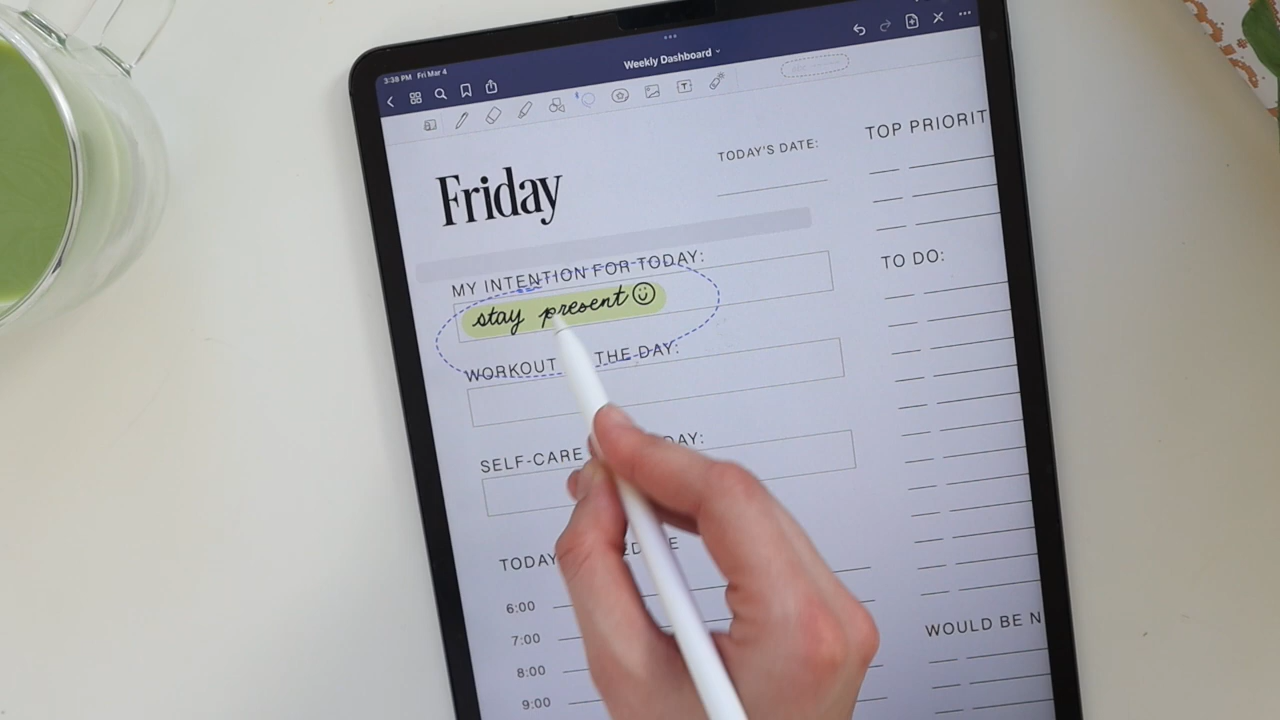 3:38 PM Fri Mar 4
Weekly Dashboard
Friday
TODAY'S DATE:
MY INTENTION FOR TODAY:
stay present
WORKOUT THE DAY:
SELF-CARE
TODAY
6:00
7:00
8:00
9:00
TOP PRIORIT
TO DO:
WOULD BE N